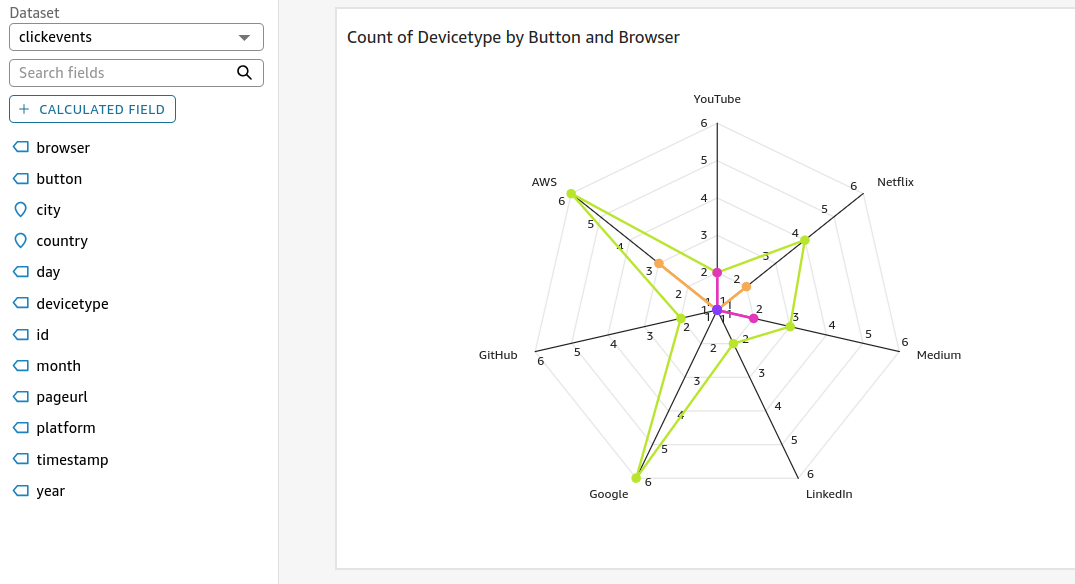 Dataset
clickevents
Search fields
+ CALCULATED FIELD
browser
button
city
country
day
devicetype
id
month
pageurl
platform
timestamp
year
Count of Devicetype by Button and Browser
YouTube
6
5
4
3
2
1
Netflix
6
5
4
3
2
1
Medium
6
5
4
3
2
1
LinkedIn
6
5
4
3
2
1
Google
6
5
4
3
2
1
GitHub
6
5
4
3
2
1
AWS
6
5
4
3
2
1